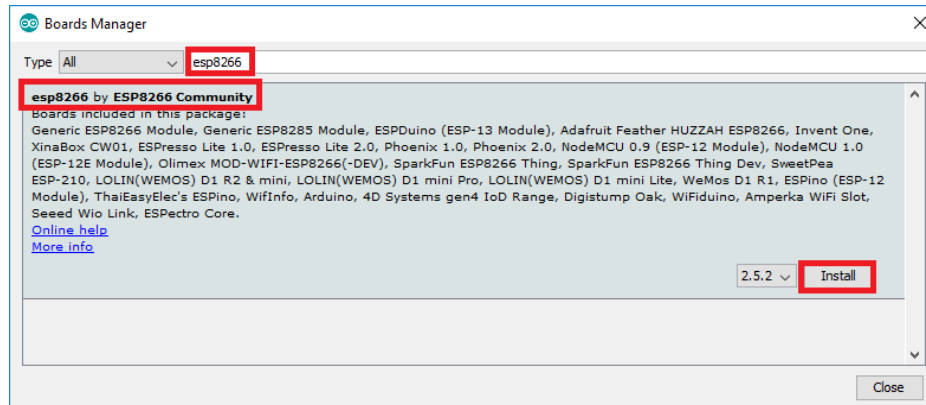 Boards Manager
Type All esp8266
esp8266 by ESP8266 Community
Boards included in this package:
Generic ESP8266 Module, Generic ESP8285 Module, ESPDuino (ESP-13 Module), Adafruit Feather HUZZAH ESP8266, Invent One,
XinaBox CW01, ESPresso Lite 1.0, ESPresso Lite 2.0, Phoenix 1.0, Phoenix 2.0, NodeMCU 0.9 (ESP-12 Module), NodeMCU 1.0
(ESP-12E Module), Olimex MOD-WIFI-ESP8266(-DEV), SparkFun ESP8266 Thing, SparkFun ESP8266 Thing Dev, SweetPea
ESP-210, LOLIN(WEMOS) D1 R2 & mini, LOLIN(WEMOS) D1 mini Pro, LOLIN(WEMOS) D1 mini Lite, WeMos D1 R1, ESPino (ESP-12
Module), ThaiEasyElec's ESPino, WifInfo, Arduino, 4D Systems gen4 IoD Range, Digistump Oak, WiFiduino, Amperka WiFi Slot,
Seeed Wio Link, ESPectro Core.
Online help
More info
2.5.2 Install
Close